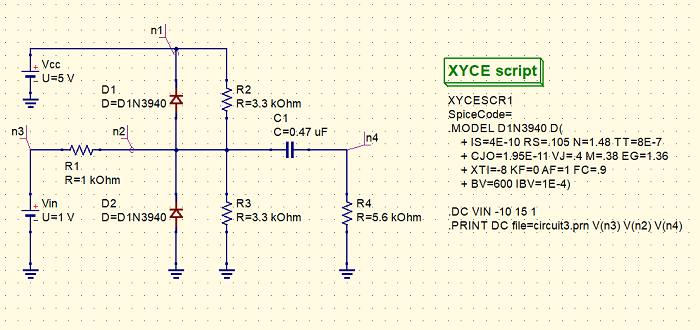 n1
Vcc
U=5 V
D1
D=D1N3940
R2
R=3.3 kOhm
C1
C=0.47 uF
n3
n2
n4
R1
R=1 kOhm
Vin
U=1 V
D2
D=D1N3940
R3
R=3.3 kOhm
R4
R=5.6 kOhm
XYCE script
XYCESCR1
SpiceCode=
.MODEL D1N3940 D(
+ IS=4E-10 RS=.105 N=1.48 TT=8E-7
+ CJO=1.95E-11 VJ=.4 M=.38 EG=1.36
+ XTI=-8 KF=0 AF=1 FC=.9
+ BV=600 IBV=1E-4)
.DC VIN -10 15 1
.PRINT DC file=circuit3.prn V(n3) V(n2) V(n4)